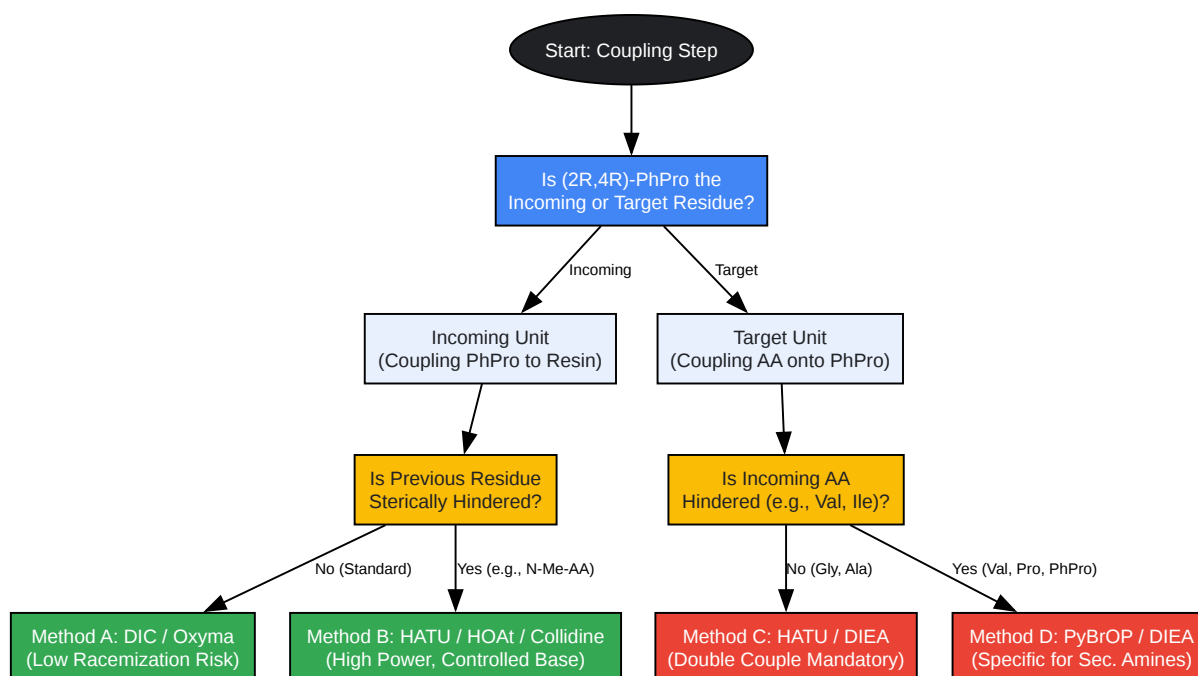 Start: Coupling Step
Is (2R,4R)-PhPro the
Incoming or Target Residue?
Incoming
Target
Incoming Unit
(Coupling PhPro to Resin)
Target Unit
(Coupling AA onto PhPro)
Is Previous Residue
Sterically Hindered?
Is Incoming AA
Hindered (e.g., Val, Ile)?
No (Standard)
Yes (e.g., N-Me-AA)
No (Gly, Ala)
Yes (Val, Pro, PhPro)
Method A: DIC / Oxyma
(Low Racemization Risk)
Method B: HATU / HOAt / Collidine
(High Power, Controlled Base)
Method C: HATU / DIEA
(Double Couple Mandatory)
Method D: PyBrOP / DIEA
(Specific for Sec. Amines)